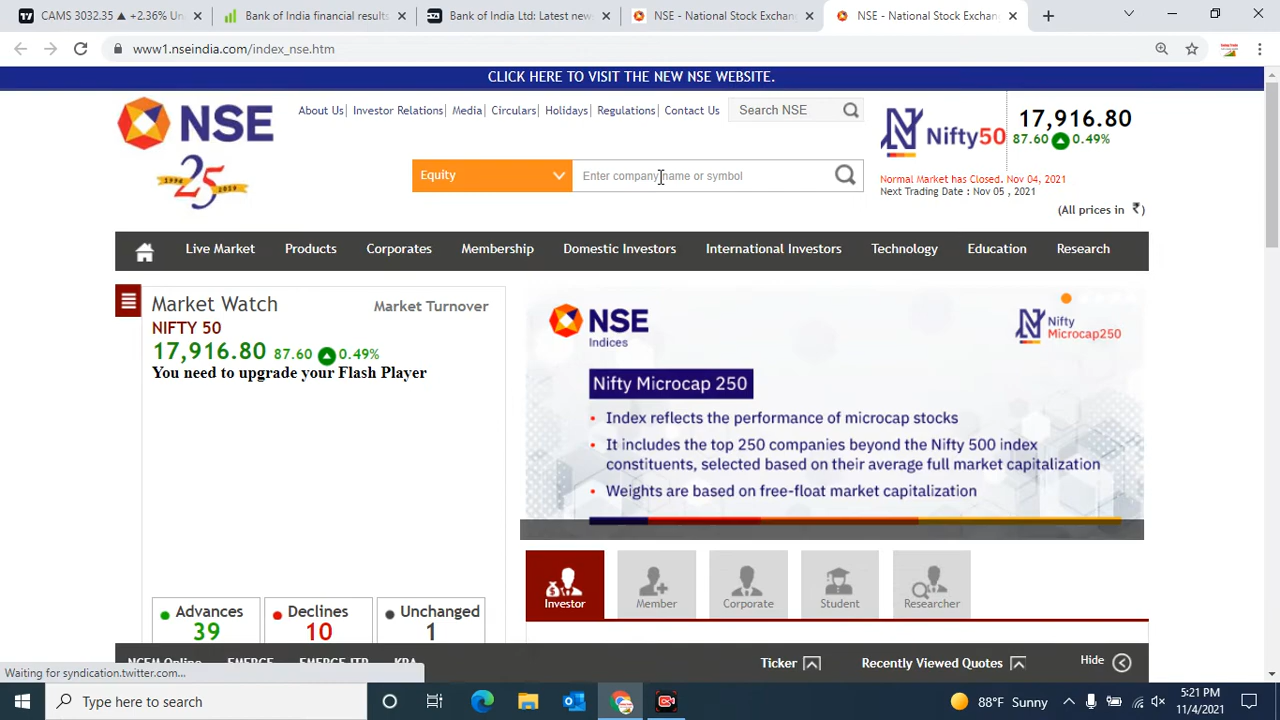 CAMS 3032.35 ▲ +2.36% Un
Bank of India financial results
Bank of India Ltd: Latest news
NSE - National Stock Exchan
NSE - National Stock Exchan
www1.nseindia.com/index_nse.htm
CLICK HERE TO VISIT THE NEW NSE WEBSITE.
NSE
1994 25 2019
About Us| Investor Relations| Media| Circulars| Holidays| Regulations| Contact Us
Search NSE
Nifty50
17,916.80
87.60 0.49%
Equity
Enter company name or symbol
Normal Market has Closed. Nov 04, 2021
Next Trading Date : Nov 05 , 2021
(All prices in ₹)
Live Market Products Corporates Membership Domestic Investors International Investors Technology Education Research
Market Watch
Market Turnover
NIFTY 50
17,916.80 87.60 0.49%
You need to upgrade your Flash Player
NSE
Indices
Nifty
Microcap250
Nifty Microcap 250
• Index reflects the performance of microcap stocks
• It includes the top 250 companies beyond the Nifty 500 index
constituents, selected based on their average full market capitalization
• Weights are based on free-float market capitalization
Investor Member Corporate Student Researcher
Advances
39
Declines
10
Unchanged
1
NCFM Online EMERGE EMERGE ITP KRA
Ticker
Recently Viewed Quotes
Hide
Waiting for syndication.twitter.com...
Type here to search
88°F Sunny
5:21 PM
11/4/2021